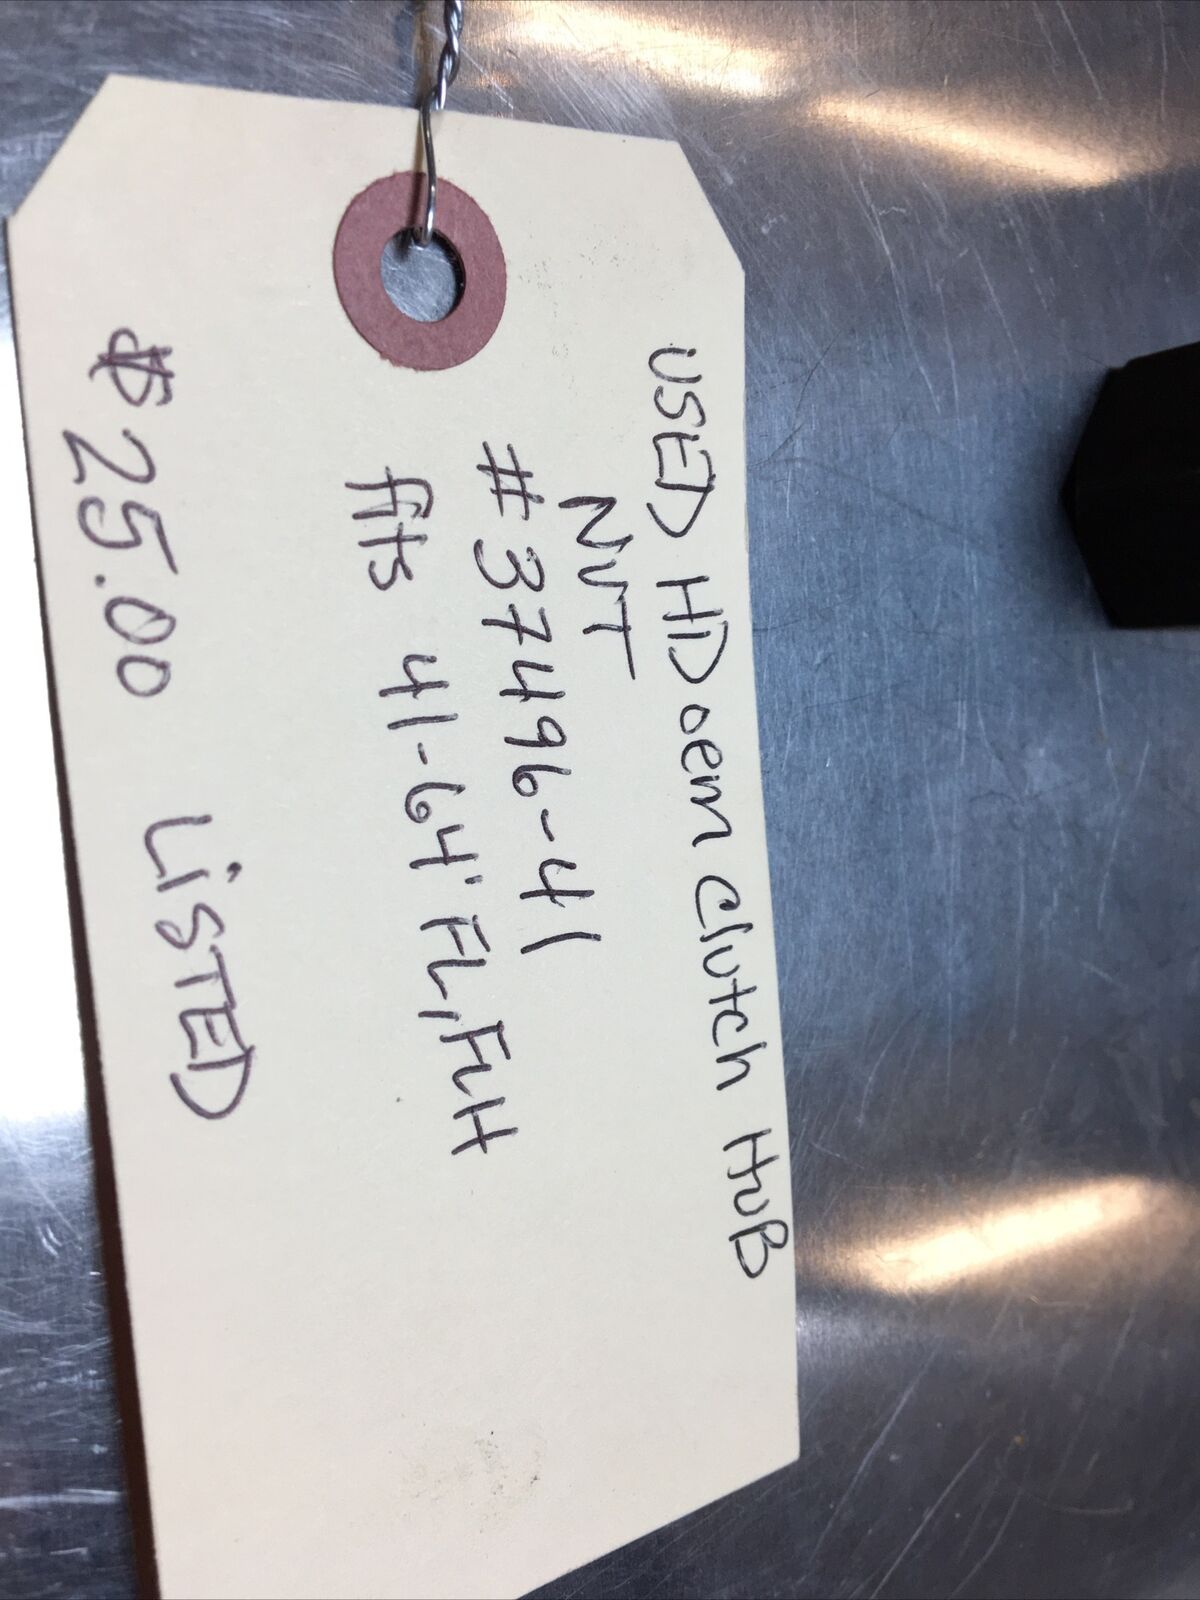 USED HD oem clutch HUB
NUT
#37496-41
fits 41-64' FL, FLH
$25.00 LiSTED